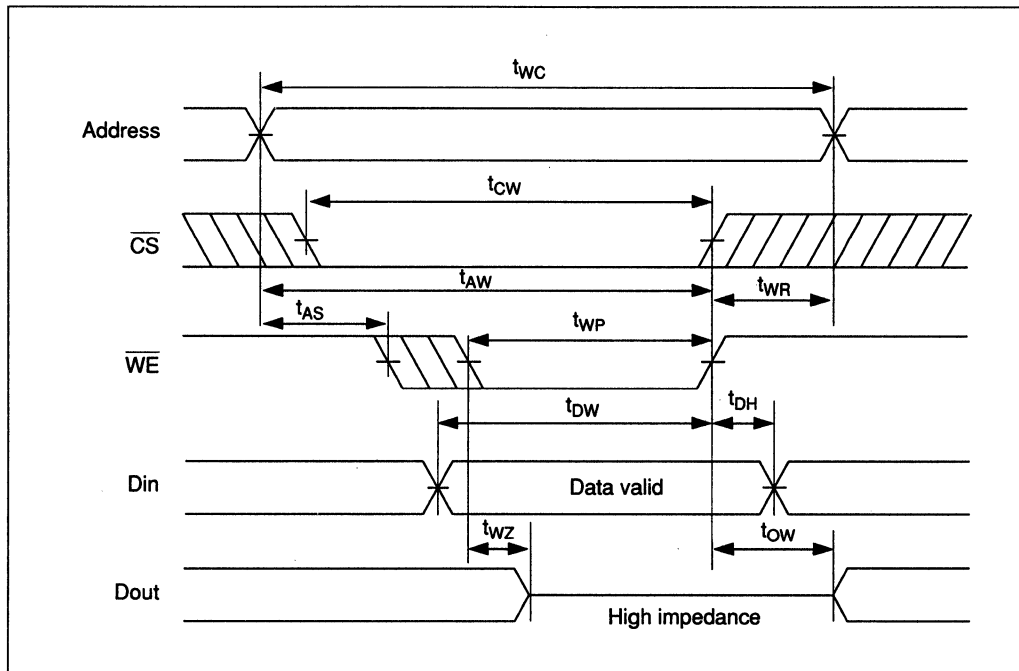 tWC
Address
tCW
CS
tAW
tWR
tAS
tWP
WE
tDW
tDH
Din
Data valid
tWZ
tOW
Dout
High impedance